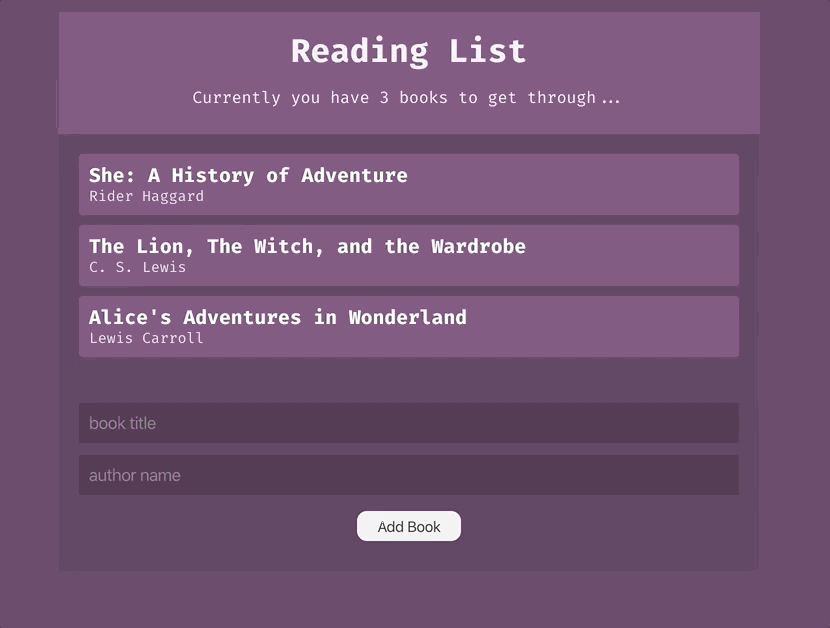 Reading List
Currently you have 3 books to get through...
She: A History of Adventure
Rider Haggard
The Lion, The Witch, and the Wardrobe
C. S. Lewis
Alice's Adventures in Wonderland
Lewis Carroll
book title
author name
Add Book